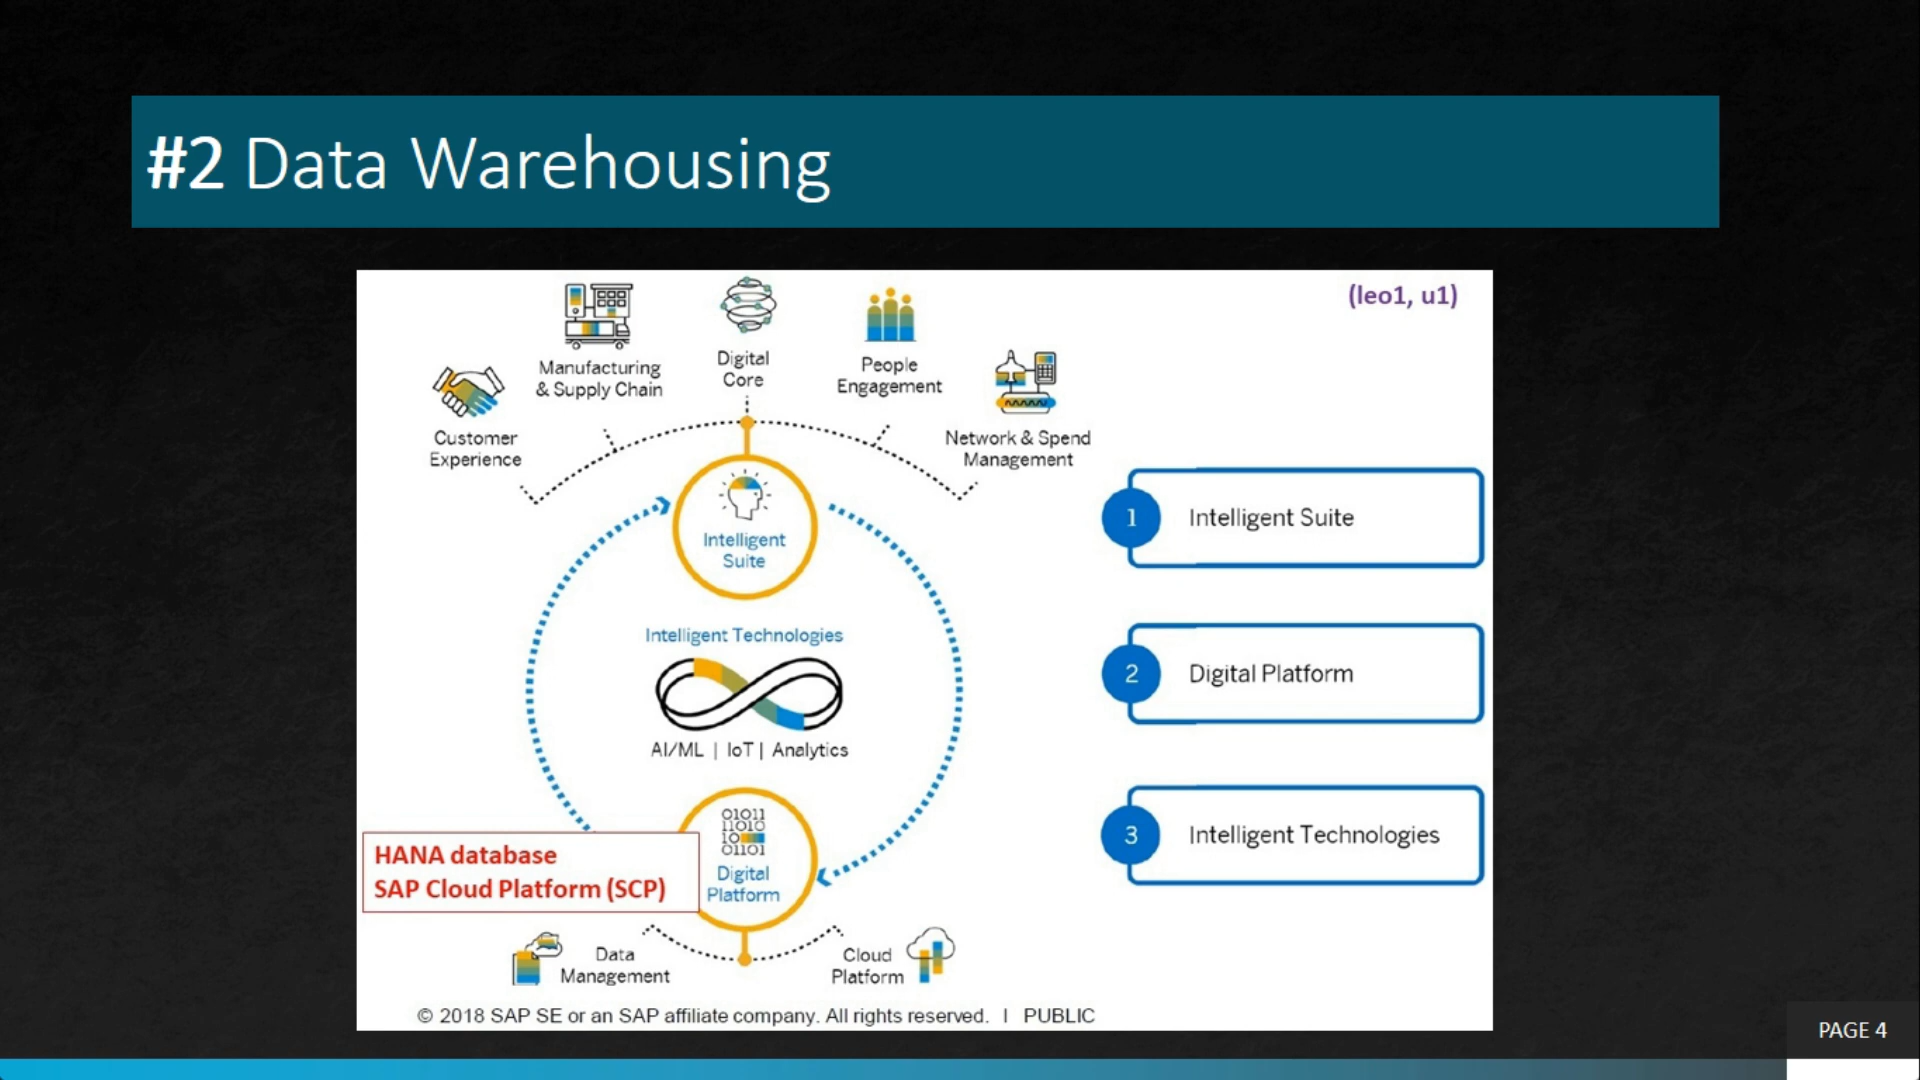 #2 Data Warehousing
(leo1, u1)
Manufacturing
& Supply Chain
Digital
Core
People
Engagement
Customer
Experience
Network & Spend
Management
Intelligent
Suite
Intelligent Technologies
AI/ML | IoT | Analytics
01011
11010
10
01101
Digital
Platform
HANA database
SAP Cloud Platform (SCP)
Data
Management
Cloud
Platform
1 Intelligent Suite
2 Digital Platform
3 Intelligent Technologies
© 2018 SAP SE or an SAP affiliate company. All rights reserved. | PUBLIC
PAGE 4